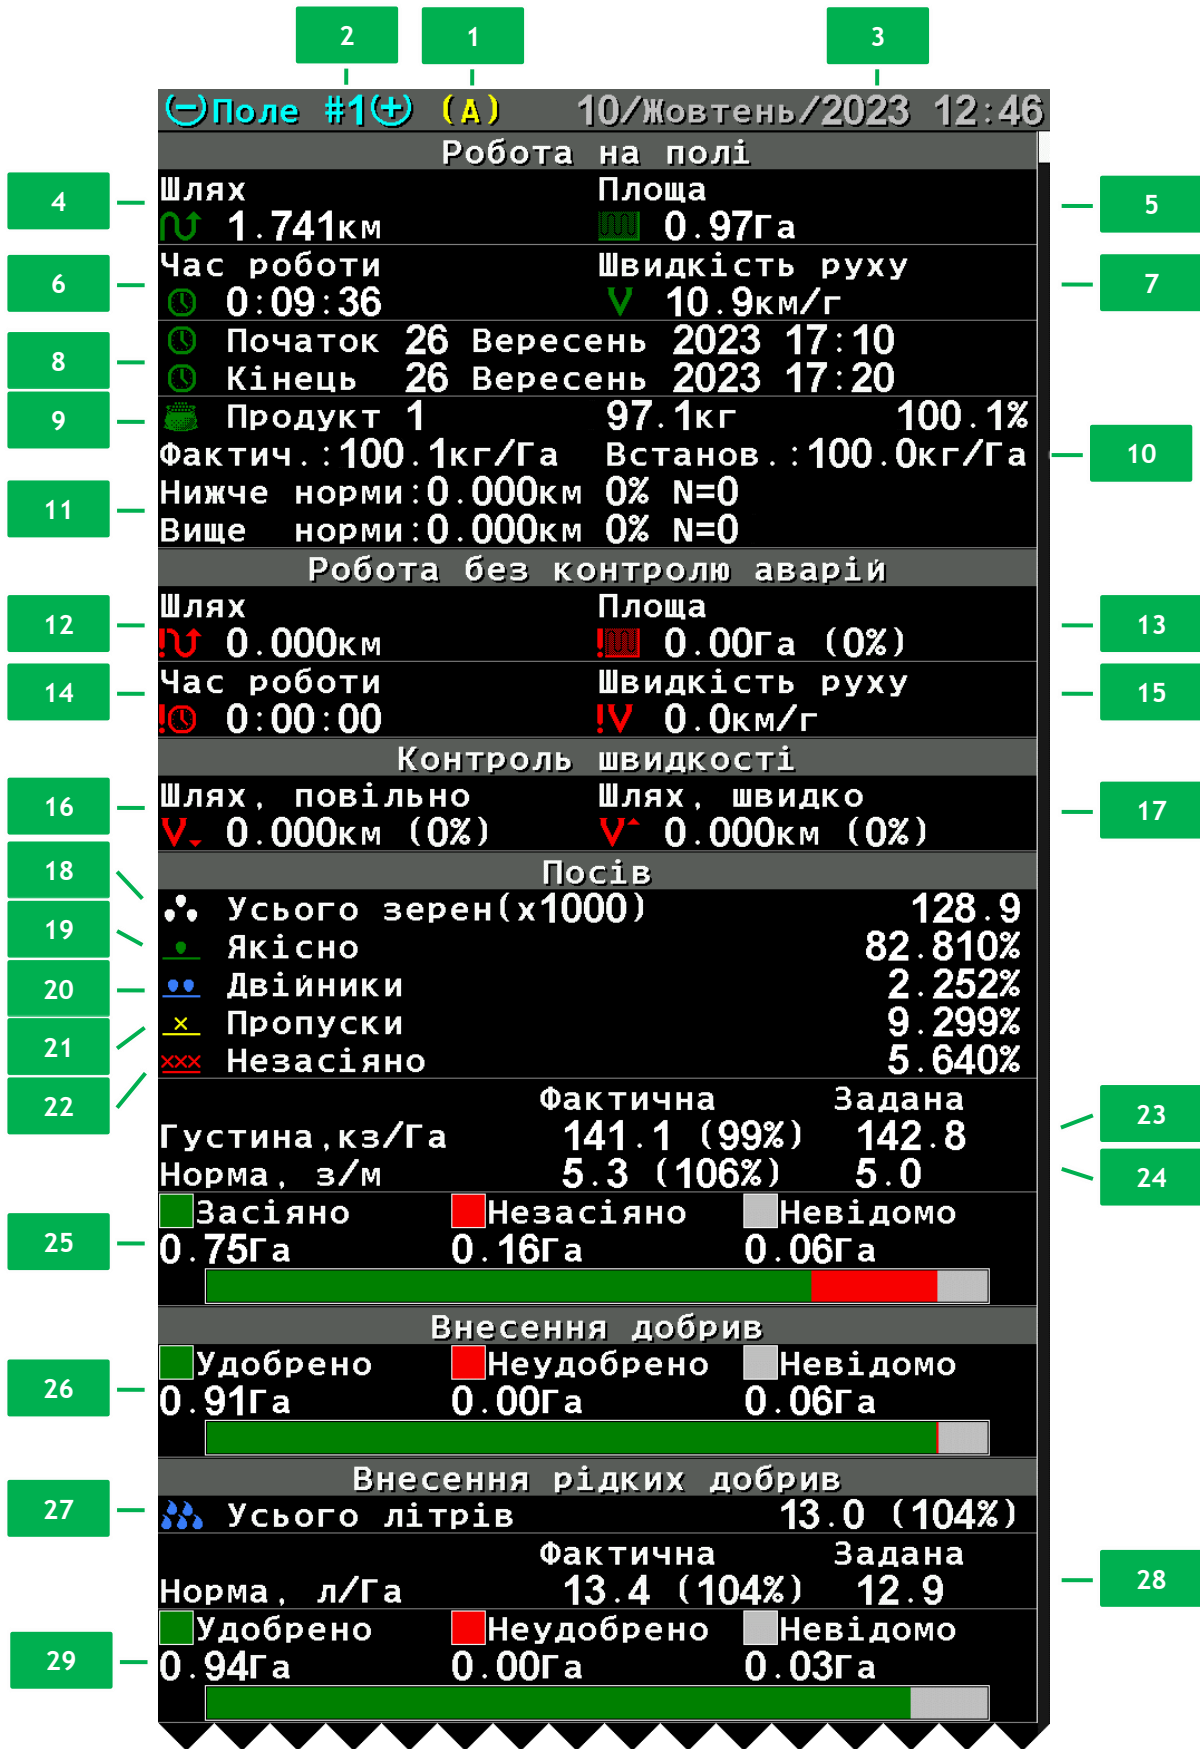 2 1 3
Поле #1 (A) 10/Жовтень/2023 12:46
Робота на полі
4 Шлях Площа 5
1.741км 0.97Га
6 Час роботи Швидкість руху 7
0:09:36 10.9км/г
8 Початок 26 Вересень 2023 17:10
Кінець 26 Вересень 2023 17:20
9 Продукт 1 97.1кг 100.1%
Фактич.:100.1кг/Га Встанов.:100.0кг/Га 10
11 Нижче норми:0.000км 0% N=0
Вище норми:0.000км 0% N=0
Робота без контролю аварій
12 Шлях Площа 13
!0.000км !0.00Га (0%)
14 Час роботи Швидкість руху 15
!0:00:00 !0.0км/г
Контроль швидкості
16 Шлях, повільно Шлях, швидко 17
0.000км (0%) 0.000км (0%)
Посів
18 Усього зерен(x1000) 128.9
19 Якісно 82.810%
20 Двійники 2.252%
21 Пропуски 9.299%
22 Незасіяно 5.640%
Фактична Задана 23
Густина,кз/Га 141.1 (99%) 142.8
Норма, з/м 5.3 (106%) 5.0 24
Засіяно Незасіяно Невідомо
25 0.75Га 0.16Га 0.06Га
Внесення добрив
Удобрено Неудобрено Невідомо
26 0.91Га 0.00Га 0.06Га
Внесення рідких добрив
27 Усього літрів 13.0 (104%)
Фактична Задана
Норма, л/Га 13.4 (104%) 12.9 28
Удобрено Неудобрено Невідомо
29 0.94Га 0.00Га 0.03Га